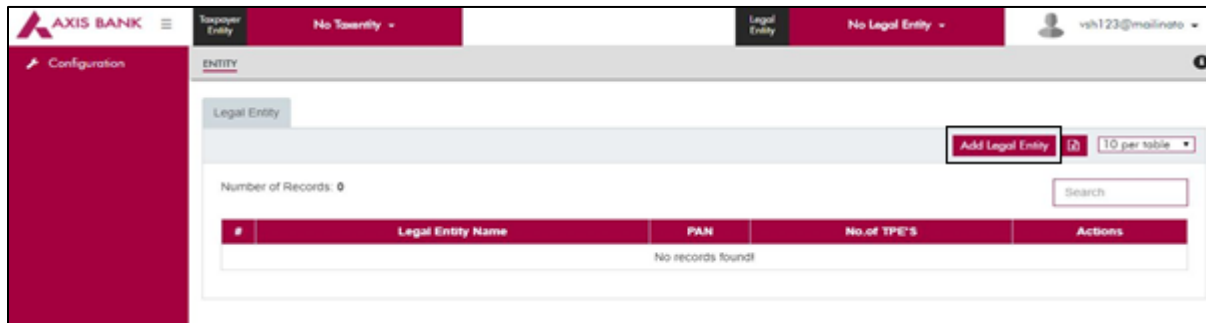 AXIS BANK
Taxpayer Entity
No Taxentity
Legal Entity
No Legal Entity
vsh123@mailinato
Configuration
ENTITY
Legal Entity
Add Legal Entity
10 per table
Number of Records: 0
Search
# Legal Entity Name PAN No.of TPE'S Actions
No records found!